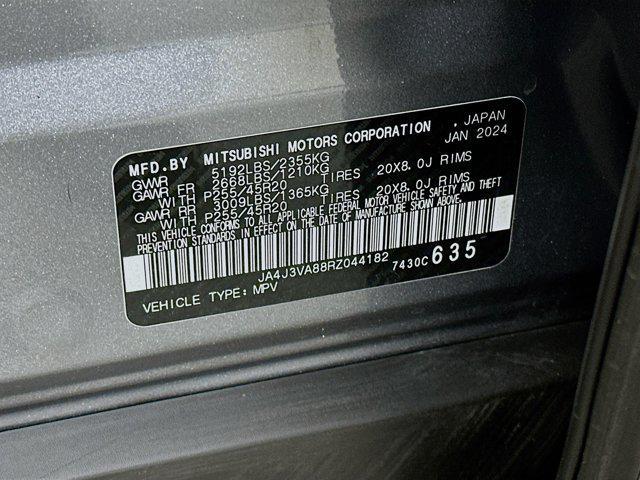 MFD.BY MITSUBISHI MOTORS CORPORATION . JAPAN
JAN 2024
GVWR 5192LBS/2355KG
GAWR FR 2668LBS/1210KG
WITH P255/45R20 TIRES 20X8.0J RIMS
GAWR RR 3009LBS/1365KG
WITH P255/45R20 TIRES 20X8.0J RIMS
THIS VEHICLE CONFORMS TO ALL APPLICABLE FEDERAL MOTOR VEHICLE SAFETY AND THEFT
PREVENTION STANDARDS IN EFFECT ON THE DATE OF MANUFACTURE SHOWN ABOVE.
JA4J3VA88RZ044182 7430C 635
VEHICLE TYPE: MPV